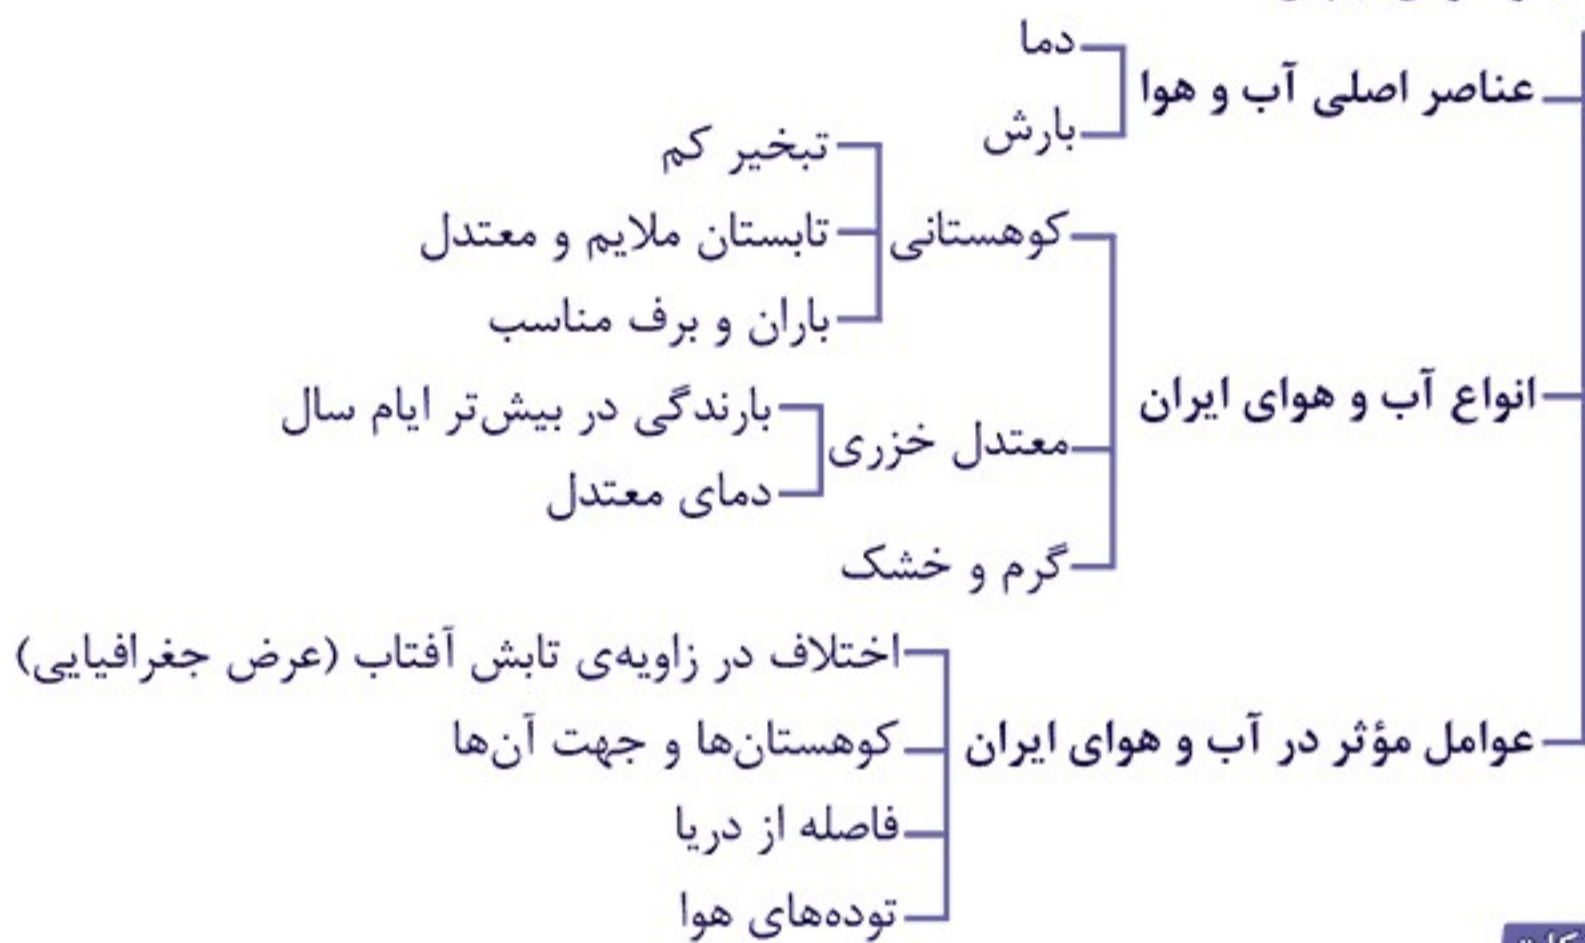 عناصر اصلی آب و هوا
دما
بارش
انواع آب و هوای ایران
کوهستانی
تبخیر کم
تابستان ملایم و معتدل
باران و برف مناسب
معتدل خزری
بارندگی در بیش‌تر ایام سال
دمای معتدل
گرم و خشک
عوامل مؤثر در آب و هوای ایران
اختلاف در زاویه‌ی تابش آفتاب (عرض جغرافیایی)
کوهستان‌ها و جهت آن‌ها
فاصله از دریا
توده‌های هوا